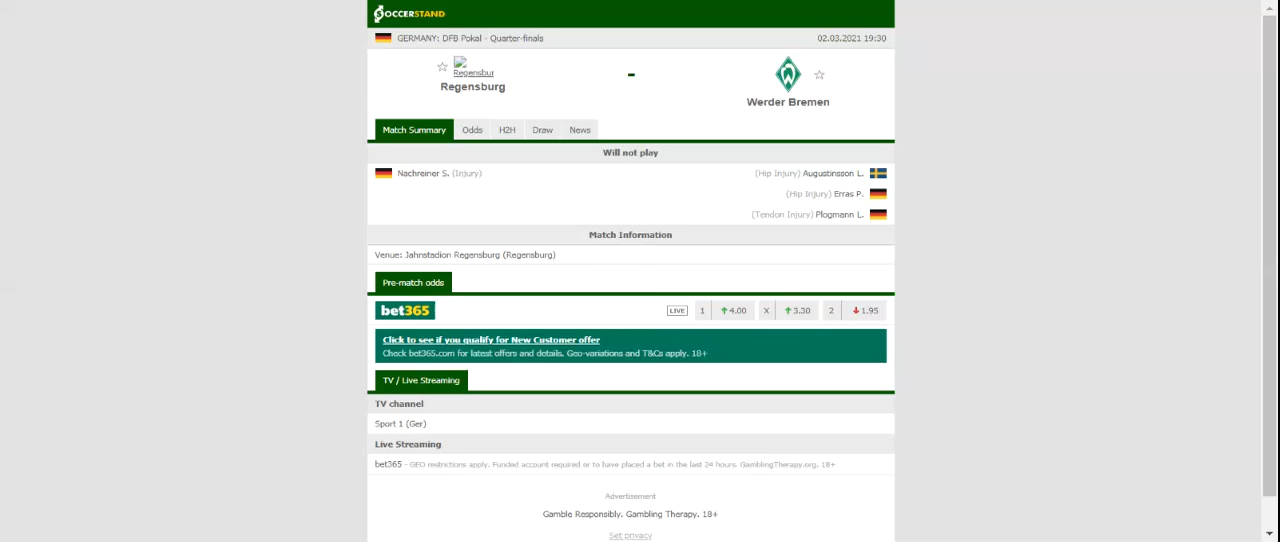 SOCCERSTAND
GERMANY: DFB Pokal - Quarter-finals 02.03.2021 19:30
Regensbur
Regensburg
-
Werder Bremen
Match Summary Odds H2H Draw News
Will not play
Nachreiner S. (Injury) (Hip Injury) Augustinsson L.
(Hip Injury) Erras P.
(Tendon Injury) Plogmann L.
Match Information
Venue: Jahnstadion Regensburg (Regensburg)
Pre-match odds
bet365 LIVE 1 4.00 X 3.30 2 1.95
Click to see if you qualify for New Customer offer
Check bet365.com for latest offers and details. Geo-variations and T&Cs apply. 18+
TV / Live Streaming
TV channel
Sport 1 (Ger)
Live Streaming
bet365 - GEO restrictions apply. Funded account required or to have placed a bet in the last 24 hours. GamblingTherapy.org. 18+
Advertisement
Gamble Responsibly. Gambling Therapy. 18+
Set privacy